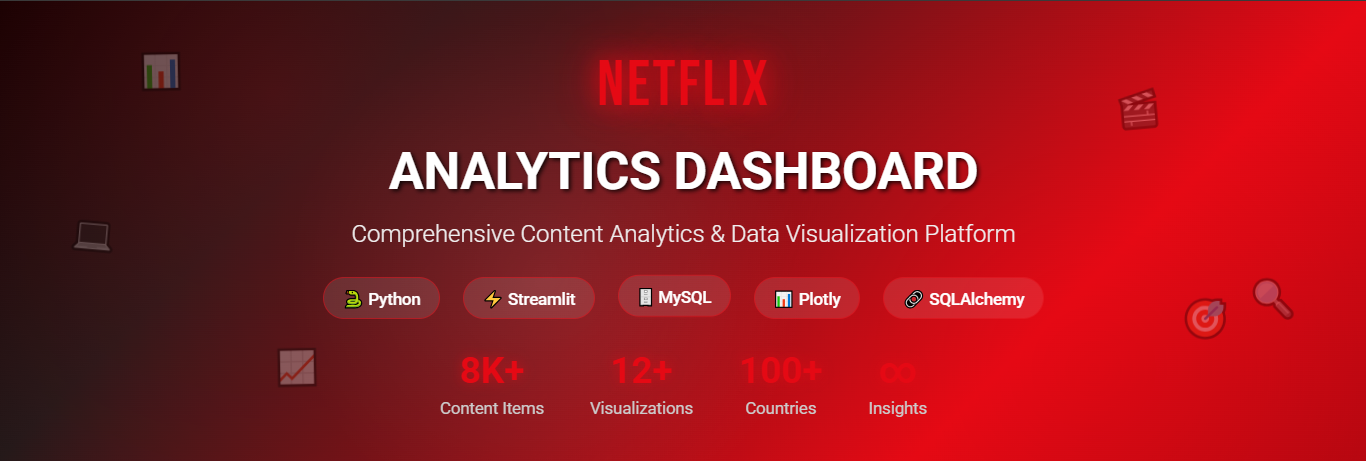 NETFLIX
ANALYTICS DASHBOARD
Comprehensive Content Analytics & Data Visualization Platform
Python Streamlit MySQL Plotly SQLAlchemy
8K+ 12+ 100+ ∞
Content Items Visualizations Countries Insights